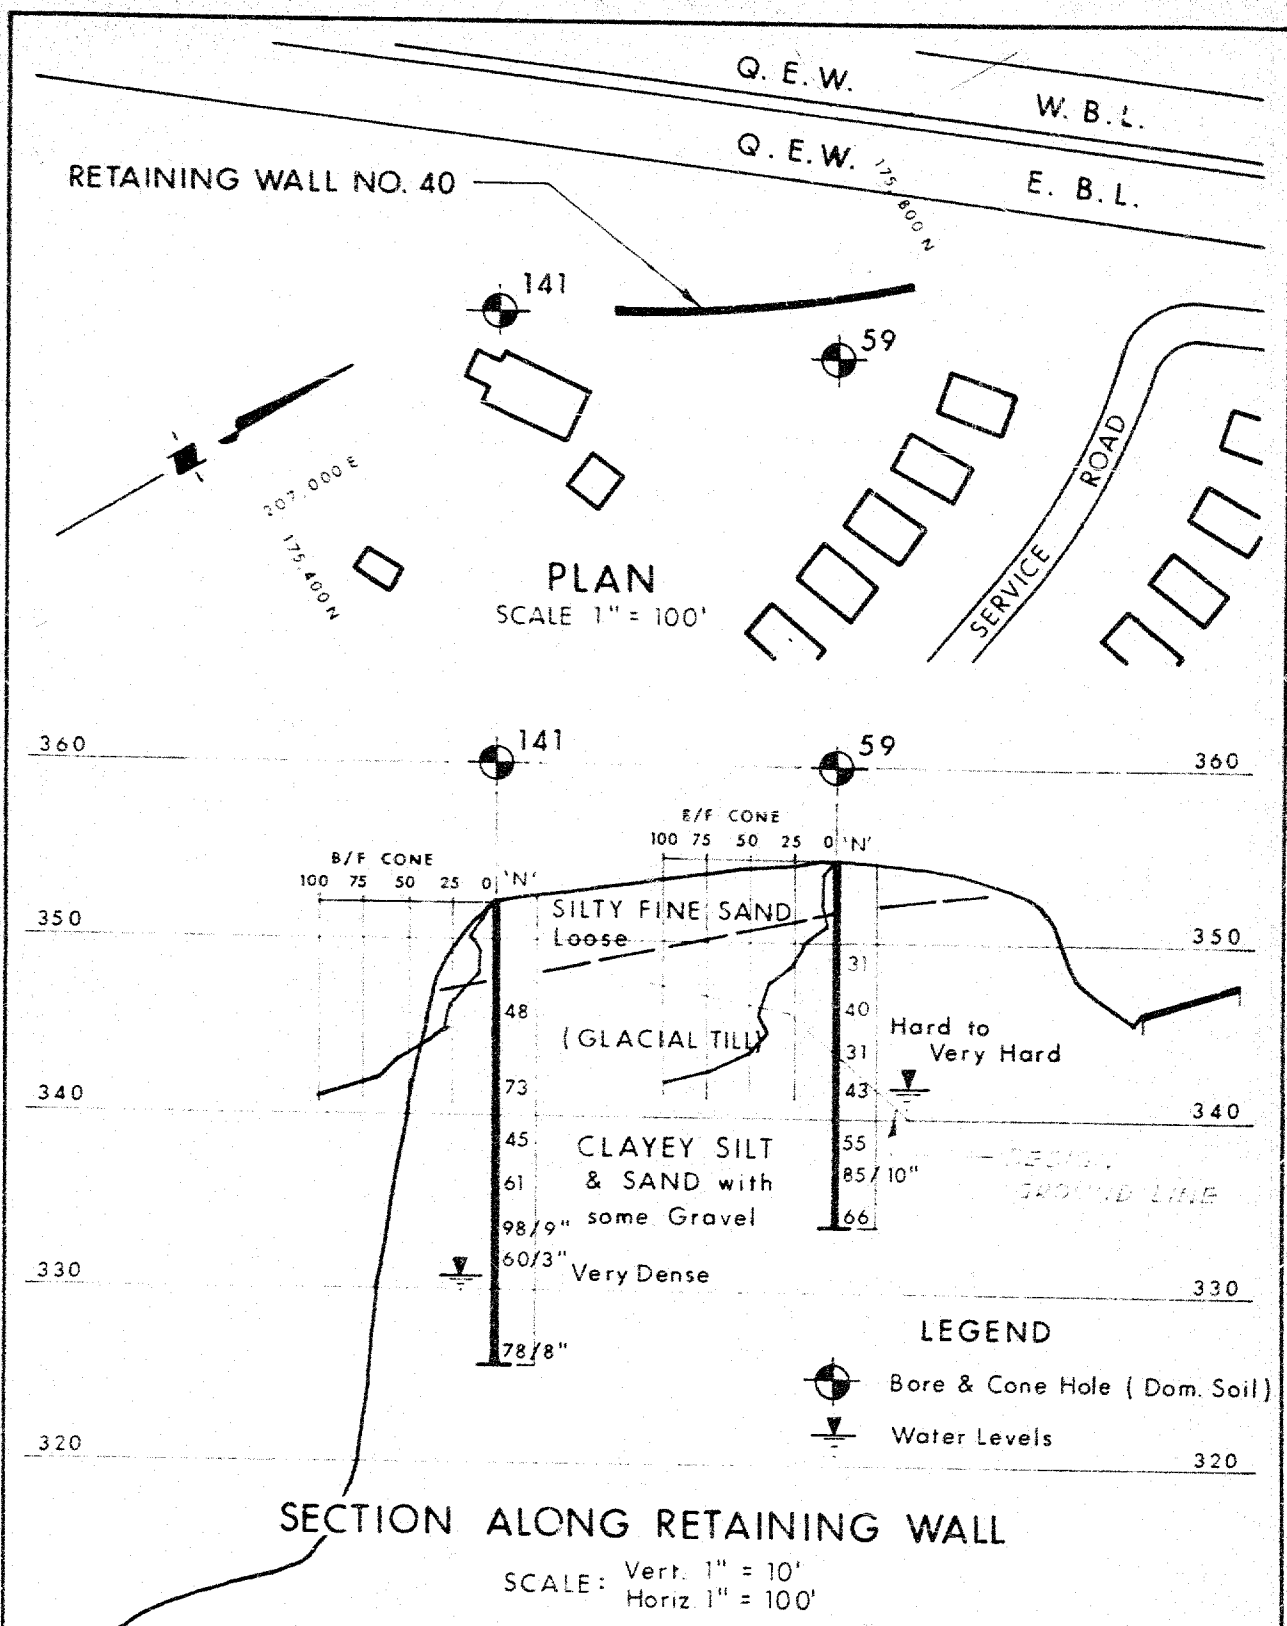 Q. E. W.
W. B. L.
Q. E. W.
E. B. L.
175,800 N
RETAINING WALL NO. 40
141
59
207,000 E
175,400 N
SERVICE ROAD
PLAN
SCALE 1" = 100'
360
141
59
360
B/F CONE
100 75 50 25 0 'N'
E/F CONE
100 75 50 25 0 'N'
350
SILTY FINE SAND
Loose
350
31
48
40
(GLACIAL TILL)
Hard to
Very Hard
31
340
73
43
340
45
CLAYEY SILT
55
61
& SAND with
85/10"
GROUND LINE
98/9"
some Gravel
66
330
60/3"
Very Dense
330
LEGEND
78/8"
Bore & Cone Hole ( Dom. Soil )
Water Levels
320
320
SECTION ALONG RETAINING WALL
SCALE: Vert. 1" = 10'
Horiz. 1" = 100'